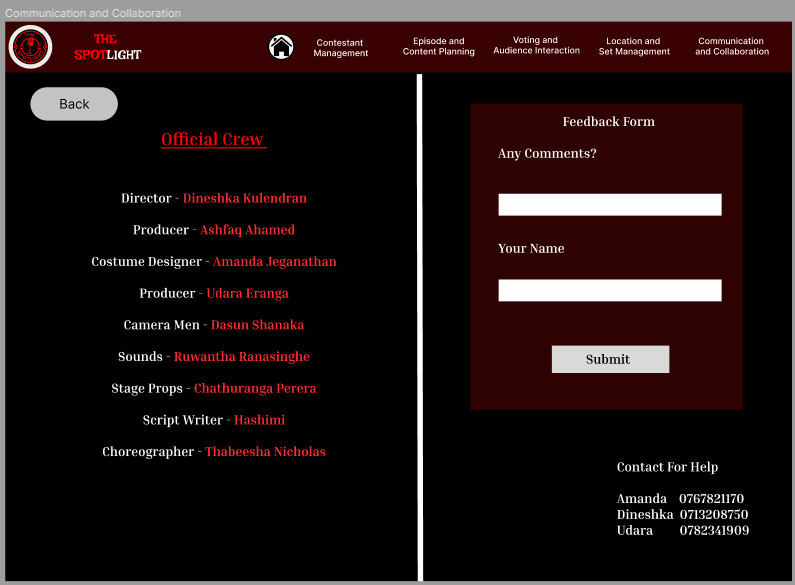 Communication and Collaboration
THE
SPOTLIGHT
Contestant
Management
Episode and
Content Planning
Voting and
Audience Interaction
Location and
Set Management
Communication
and Collaboration
Back
Official Crew
Director - Dineshka Kulendran
Producer - Ashfaq Ahamed
Costume Designer - Amanda Jeganathan
Producer - Udara Eranga
Camera Men - Dasun Shanaka
Sounds - Ruwantha Ranasinghe
Stage Props - Chathuranga Perera
Script Writer - Hashimi
Choreographer - Thabeesha Nicholas
Feedback Form
Any Comments?
Your Name
Submit
Contact For Help
Amanda 0767821170
Dineshka 0713208750
Udara 0782341909